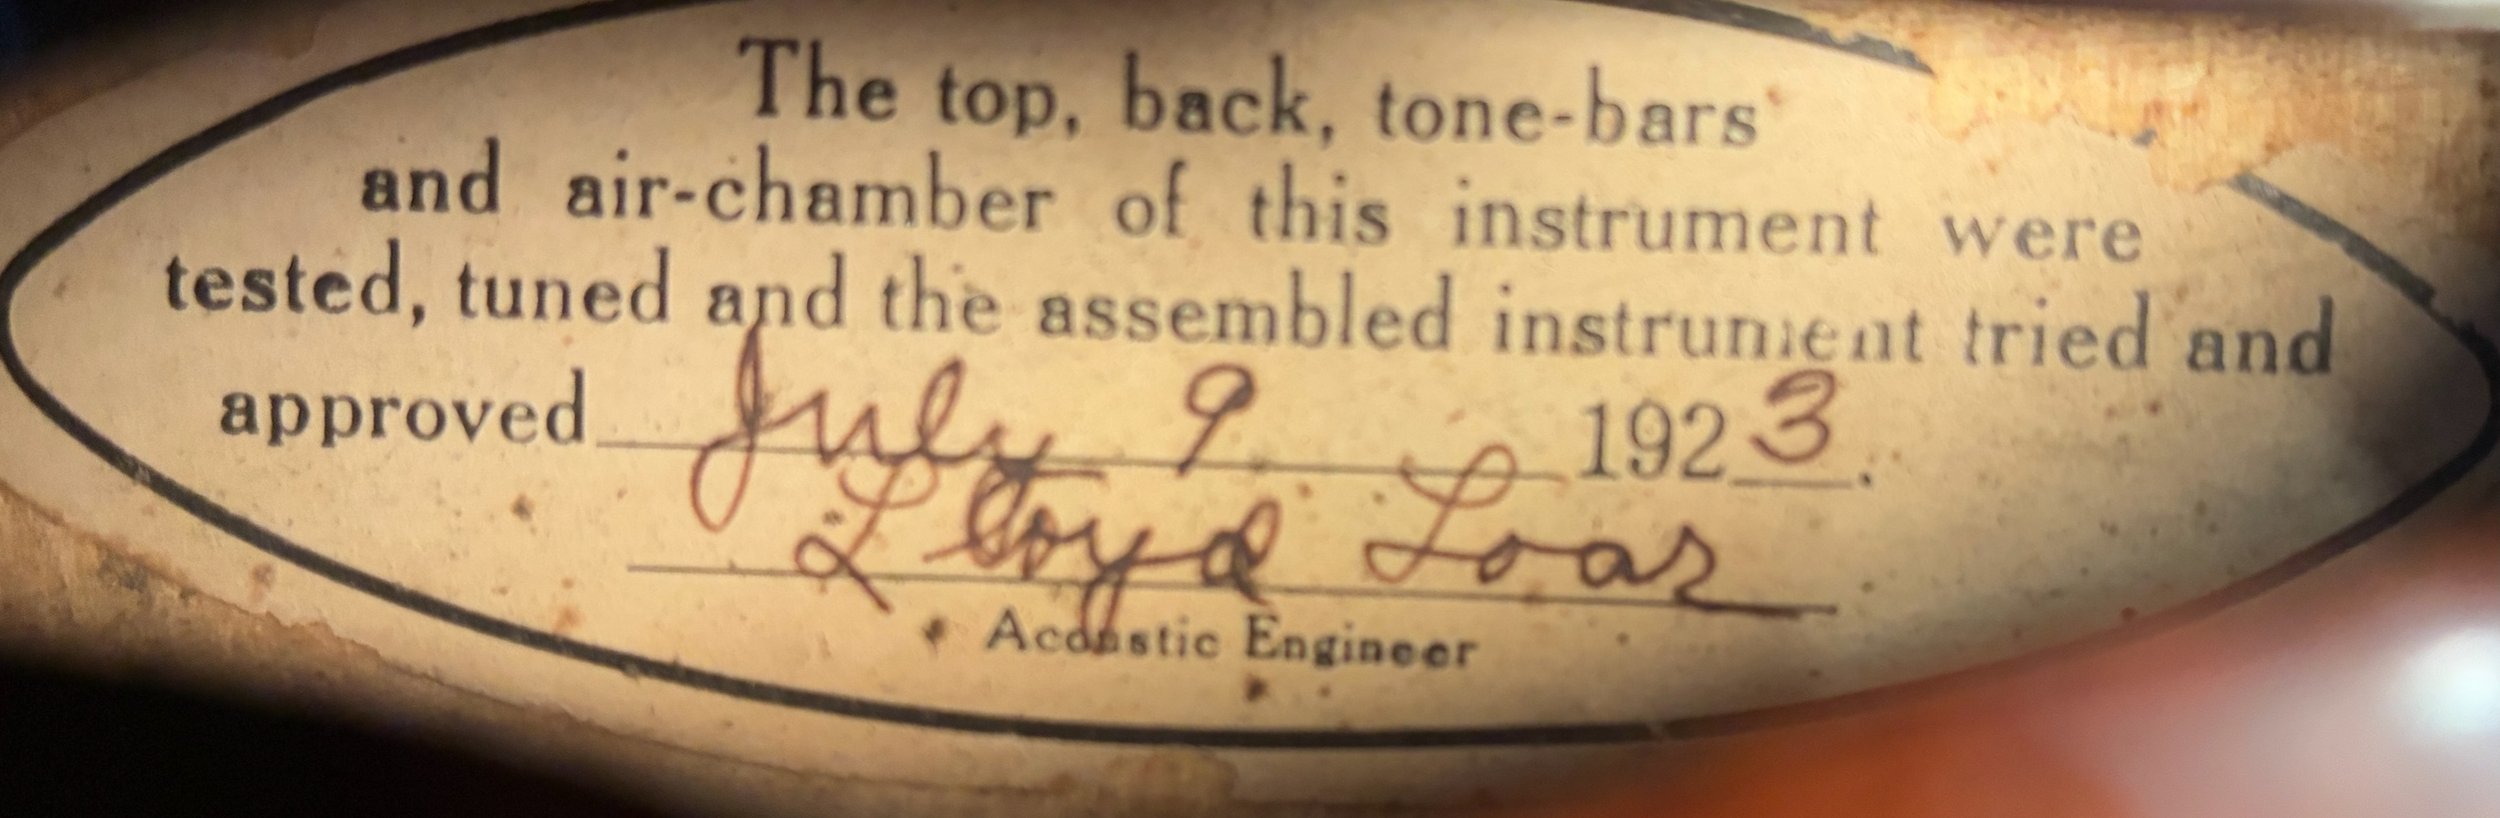 The top, back, tone-bars
and air-chamber of this instrument were
tested, tuned and the assembled instrument tried and
approved July 9 1923.
Lloyd Loar
Acoustic Engineer